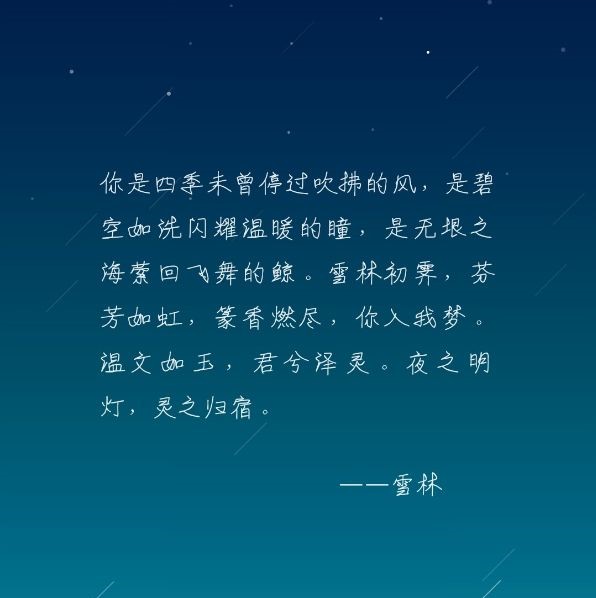 你是四季未曾停过吹拂的风，是碧
空如洗闪耀温暖的瞳，是无垠之
海萦回飞舞的鲸。雪林初霁，芬
芳如虹，篆香燃尽，你入我梦。
温文如玉，君兮泽灵。夜之明
灯，灵之归宿。
——雪林